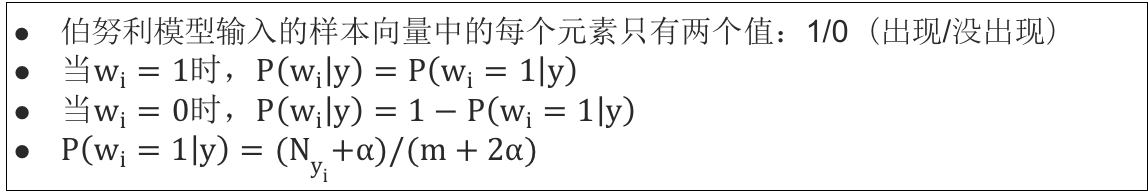 ● 伯努利模型输入的样本向量中的每个元素只有两个值：1/0（出现/没出现）
● 当wᵢ = 1时，P(wᵢ|y) = P(wᵢ = 1|y)
● 当wᵢ = 0时，P(wᵢ|y) = 1 − P(wᵢ = 1|y)
● P(wᵢ = 1|y) = (N_{yᵢ}+α)/(m + 2α)